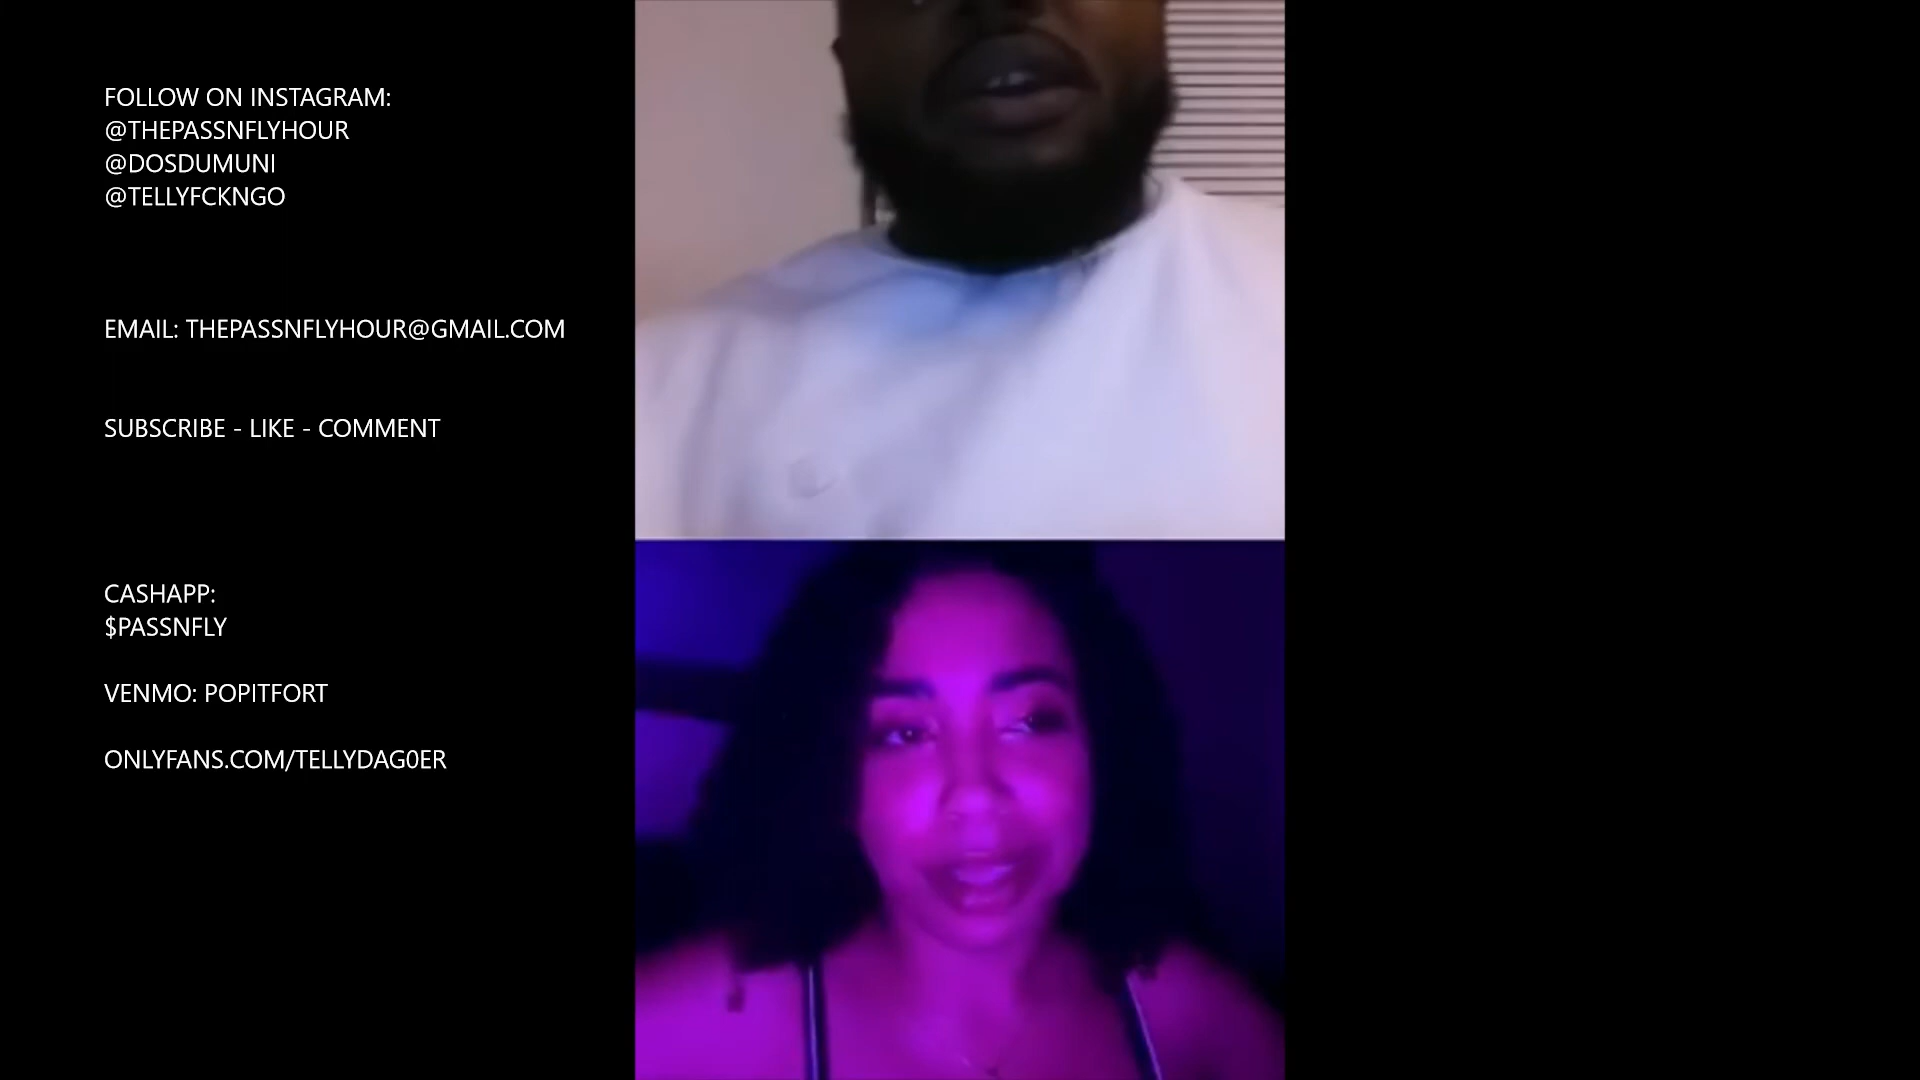 FOLLOW ON INSTAGRAM:
@THEPASSNFLYHOUR
@DOSDUMUNI
@TELLYFCKNGO
EMAIL: THEPASSNFLYHOUR@GMAIL.COM
SUBSCRIBE - LIKE - COMMENT
CASHAPP:
$PASSNFLY
VENMO: POPITFORT
ONLYFANS.COM/TELLYDAG0ER